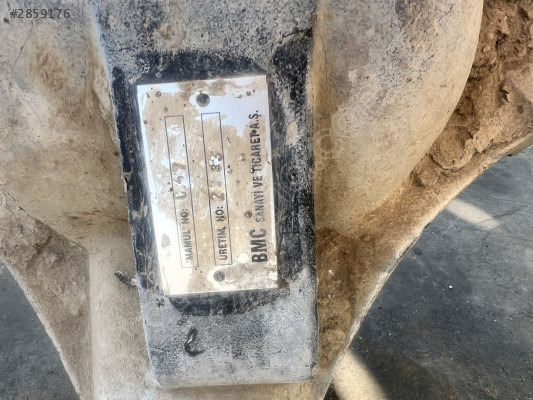 #2859176
MAMUL NO:
ÜRETİM NO:
BMC SANAYİ VE TİCARET A.Ş.